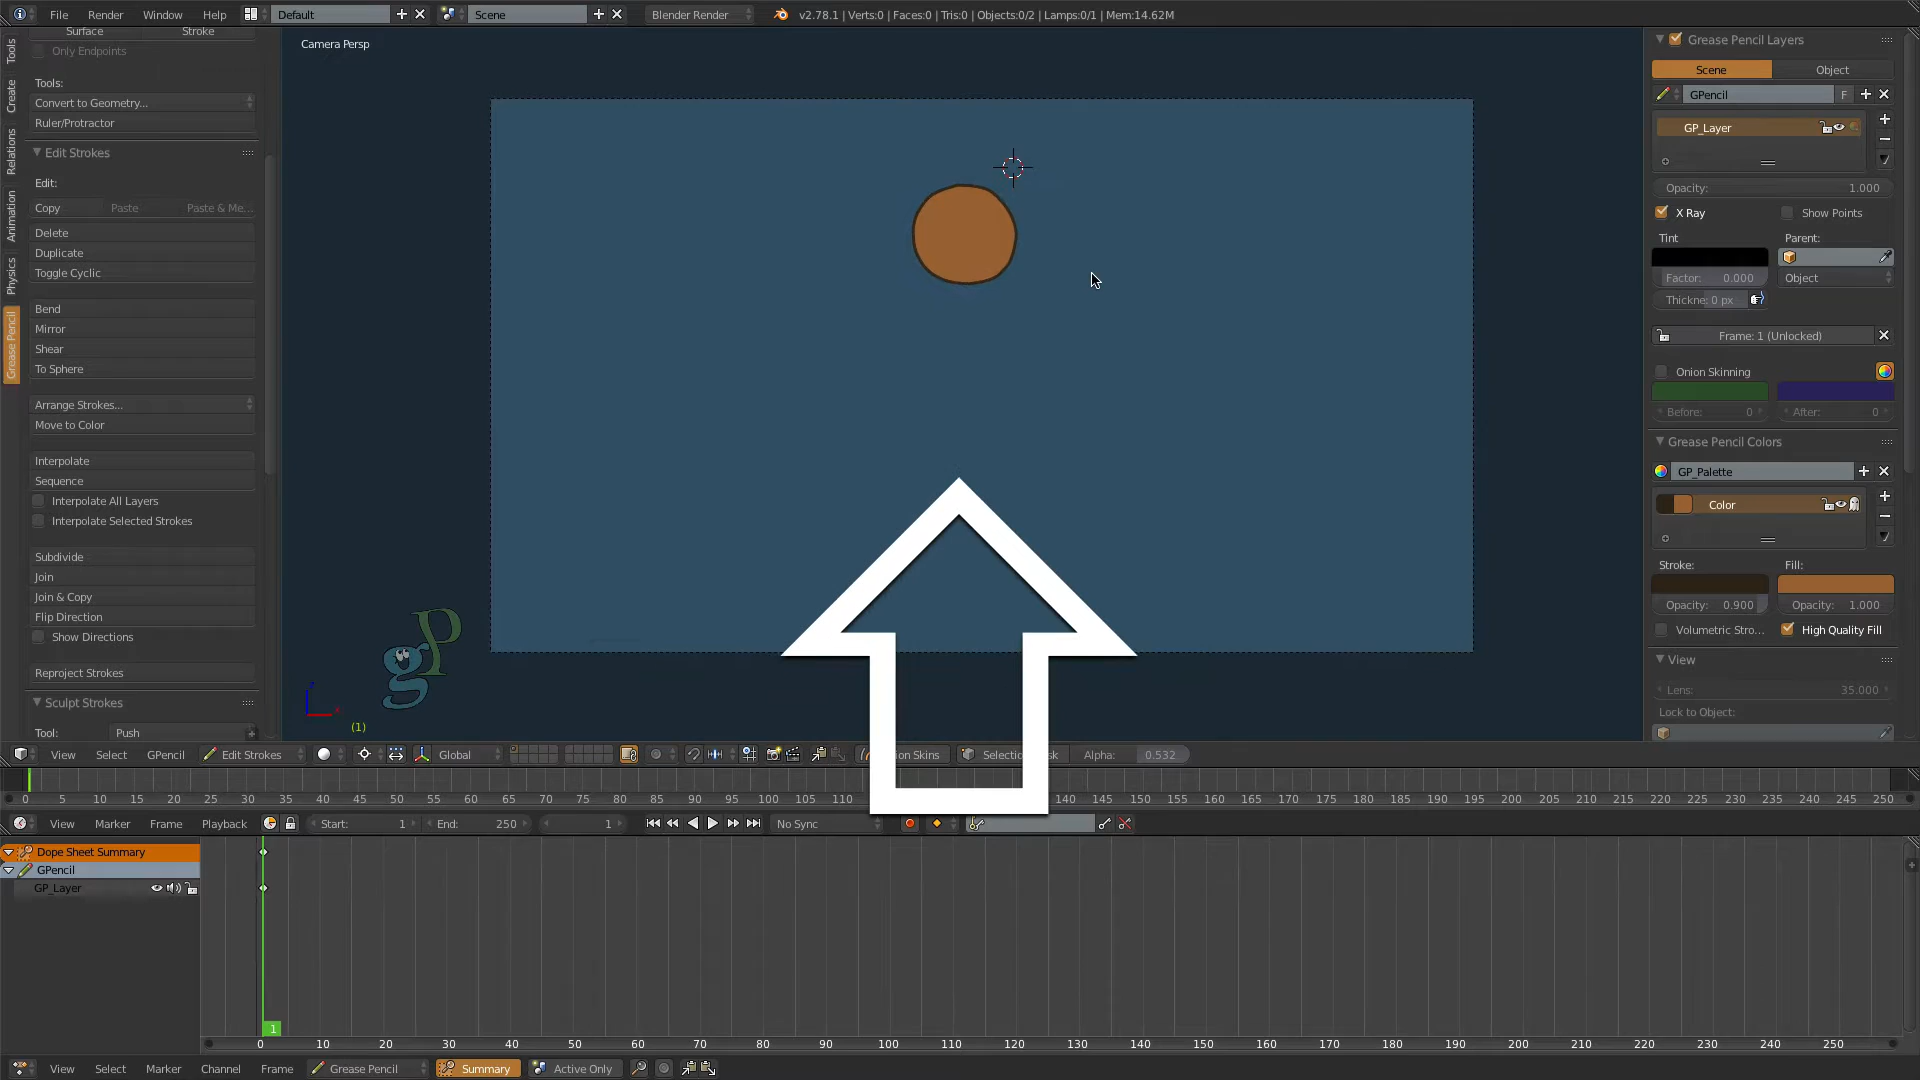 File Render Window Help Default Scene Blender Render v2.78.1 | Verts:0 | Faces:0 | Tris:0 | Objects:0/2 | Lamps:0/1 | Mem:14.62M
Tools
Create
Relations
Animation
Physics
Grease Pencil
Surface Stroke
Only Endpoints
Tools:
Convert to Geometry...
Ruler/Protractor
Edit Strokes
Edit:
Copy Paste Paste & Me...
Delete
Duplicate
Toggle Cyclic
Bend
Mirror
Shear
To Sphere
Arrange Strokes...
Move to Color
Interpolate
Sequence
Interpolate All Layers
Interpolate Selected Strokes
Subdivide
Join
Join & Copy
Flip Direction
Show Directions
Reproject Strokes
Sculpt Strokes
Tool: Push
Camera Persp
gp
(1)
Grease Pencil Layers
Scene Object
GPencil F
GP_Layer
Opacity: 1.000
X Ray Show Points
Tint Parent:
Factor: 0.000 Object
Thickne: 0 px
Frame: 1 (Unlocked)
Onion Skinning
Before: 0 After: 0
Grease Pencil Colors
GP_Palette
Color
Stroke: Fill:
Opacity: 0.900 Opacity: 1.000
Volumetric Stro... High Quality Fill
View
Lens: 35.000
Lock to Object:
View Select GPencil Edit Strokes Global Skins Alpha: 0.532
0 5 10 15 20 25 30 35 40 45 50 55 60 65 70 75 80 85 90 95 100 105 110 140 145 150 155 160 165 170 175 180 185 190 195 200 205 210 215 220 225 230 235 240 245 250
View Marker Frame Playback Start: 1 End: 250 1 No Sync
Dope Sheet Summary
GPencil
GP_Layer
1
0 10 20 30 40 50 60 70 80 90 100 110 120 130 140 150 160 170 180 190 200 210 220 230 240 250
View Select Marker Channel Frame Grease Pencil Summary Active Only